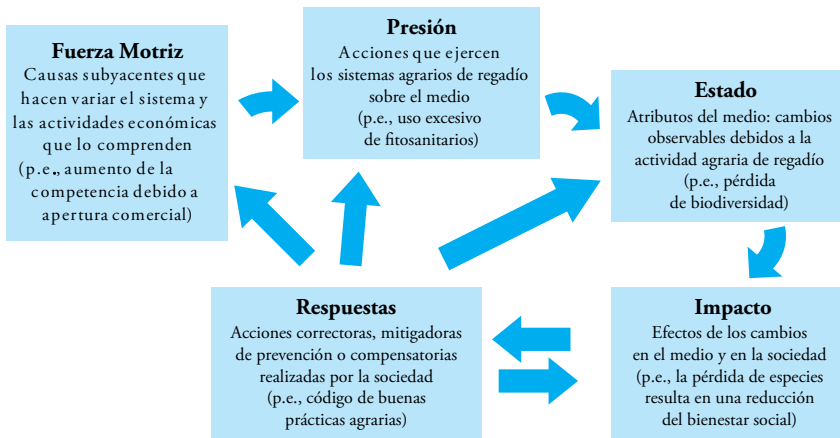 Fuerza Motriz
Causas subyacentes que
hacen variar el sistema y
las actividades económicas
que lo comprenden
(p.e., aumento de la
competencia debido a
apertura comercial)
Presión
Acciones que ejercen
los sistemas agrarios de regadío
sobre el medio
(p.e., uso excesivo
de fitosanitarios)
Estado
Atributos del medio: cambios
observables debidos a la
actividad agraria de regadío
(p.e., pérdida
de biodiversidad)
Respuestas
Acciones correctoras, mitigadoras
de prevención o compensatorias
realizadas por la sociedad
(p.e., código de buenas
prácticas agrarias)
Impacto
Efectos de los cambios
en el medio y en la sociedad
(p.e., la pérdida de especies
resulta en una reducción
del bienestar social)